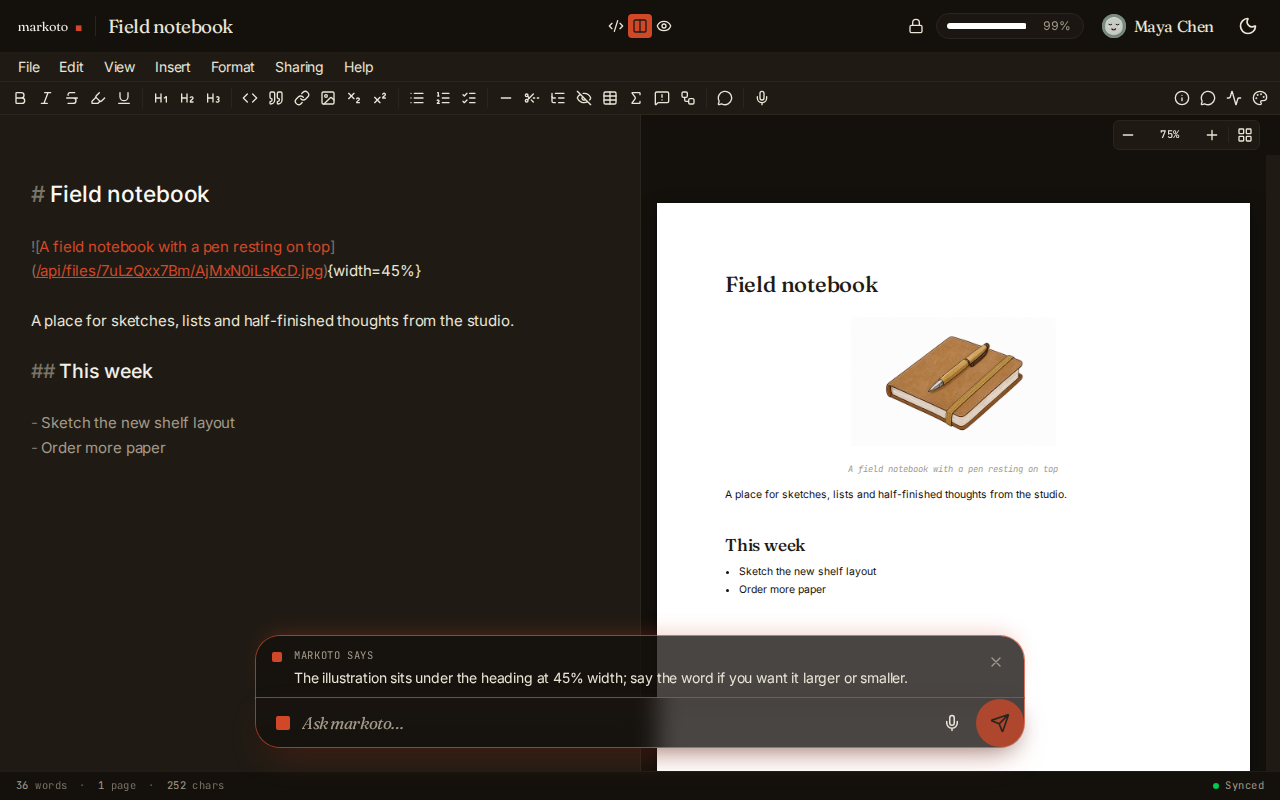 markoto
Field notebook
99%
Maya Chen
File Edit View Insert Format Sharing Help
H1 H2 H3
X2 X2
75%
# Field notebook
![A field notebook with a pen resting on top]
(/api/files/7uLzQxx7Bm/AjMxN0iLsKcD.jpg){width=45%}
A place for sketches, lists and half-finished thoughts from the studio.
## This week
- Sketch the new shelf layout
- Order more paper
Field notebook
A field notebook with a pen resting on top
A place for sketches, lists and half-finished thoughts from the studio.
This week
• Sketch the new shelf layout
• Order more paper
MARKOTO SAYS
The illustration sits under the heading at 45% width; say the word if you want it larger or smaller.
Ask markoto...
36 words · 1 page · 252 chars
Synced